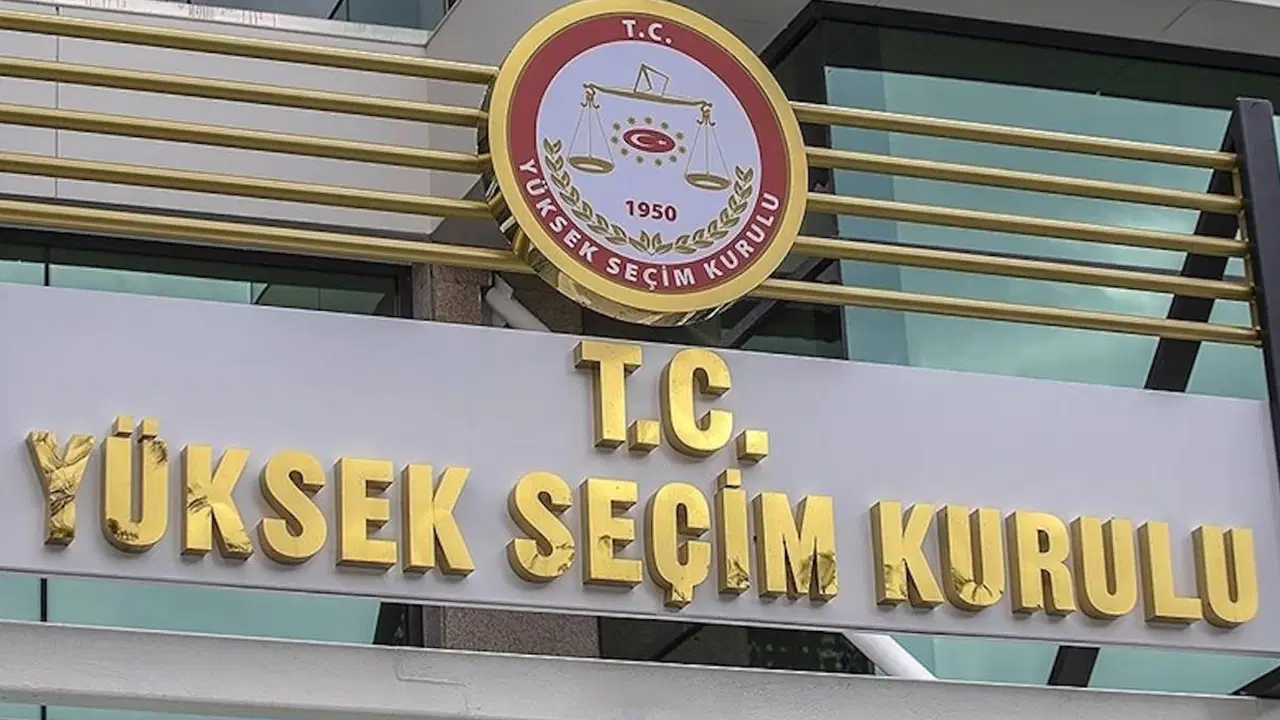 T.C.
1950
YÜKSEK SEÇİM KURULU
T.C.
YÜKSEK SEÇİM KURULU